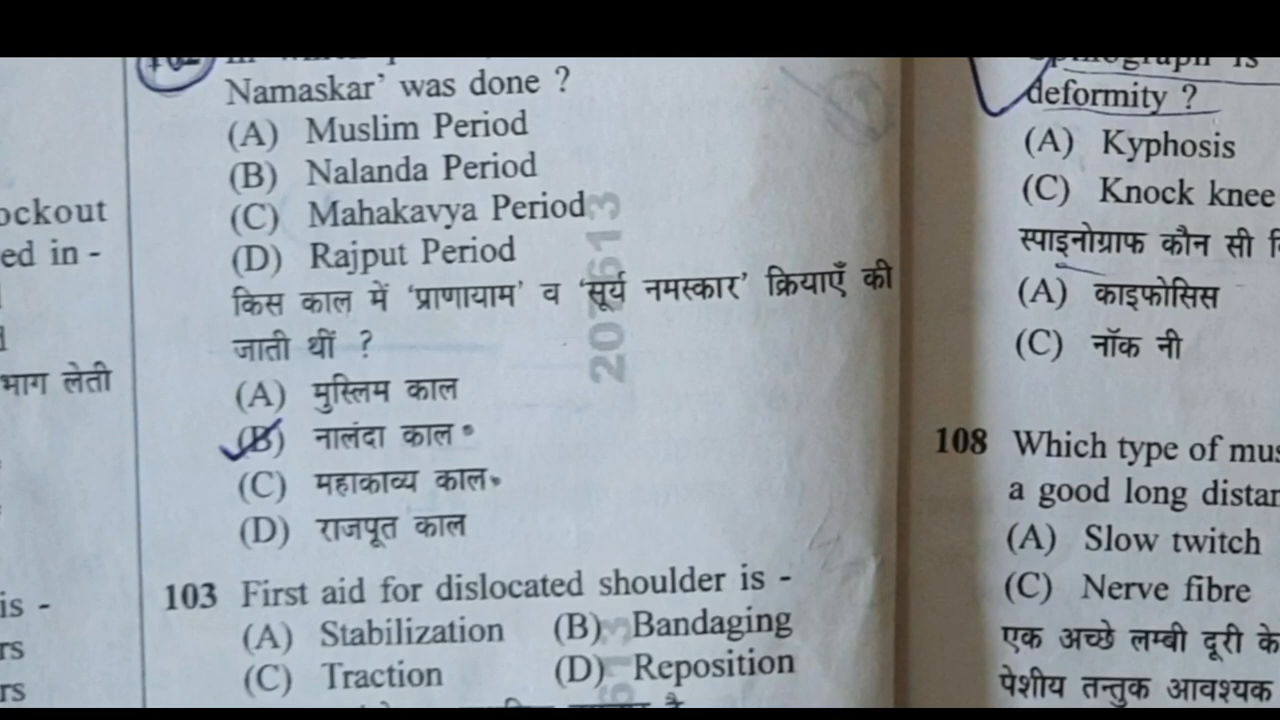 ockout
ed in -
भाग लेती
is -
rs
rs
Namaskar’ was done ?
(A) Muslim Period
(B) Nalanda Period
(C) Mahakavya Period
(D) Rajput Period
किस काल में ‘प्राणायाम’ व ‘सूर्य नमस्कार’ क्रियाएँ की
जाती थीं ?
(A) मुस्लिम काल
(B) नालंदा काल
(C) महाकाव्य काल
(D) राजपूत काल
207613
103 First aid for dislocated shoulder is -
(A) Stabilization (B) Bandaging
(C) Traction (D) Reposition
deformity ?
(A) Kyphosis
(C) Knock knee
स्पाइनोग्राफ कौन सी
(A) काइफोसिस
(C) नॉक नी
108 Which type of mus
a good long distan
(A) Slow twitch
(C) Nerve fibre
एक अच्छे लम्बी दूरी के
पेशीय तन्तुक आवश्यक